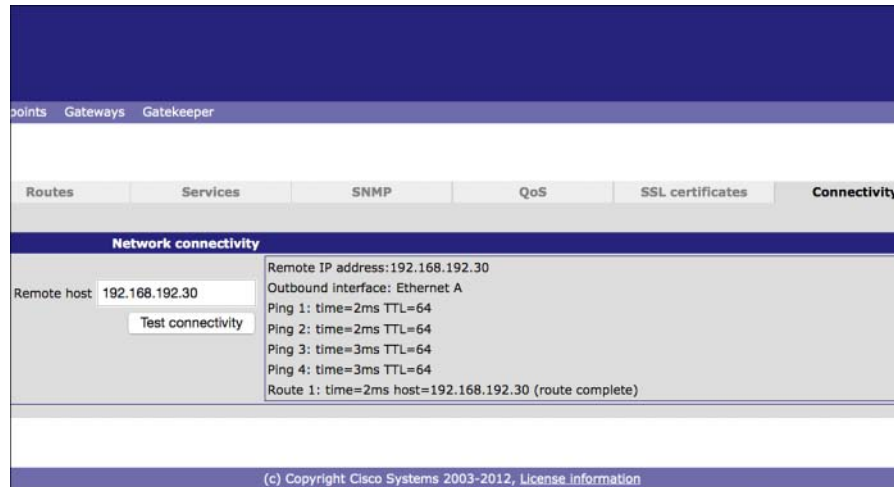 points Gateways Gatekeeper
Routes Services SNMP QoS SSL certificates Connectivity
Network connectivity
Remote host 192.168.192.30
Test connectivity
Remote IP address:192.168.192.30
Outbound interface: Ethernet A
Ping 1: time=2ms TTL=64
Ping 2: time=2ms TTL=64
Ping 3: time=3ms TTL=64
Ping 4: time=3ms TTL=64
Route 1: time=2ms host=192.168.192.30 (route complete)
(c) Copyright Cisco Systems 2003-2012, License information